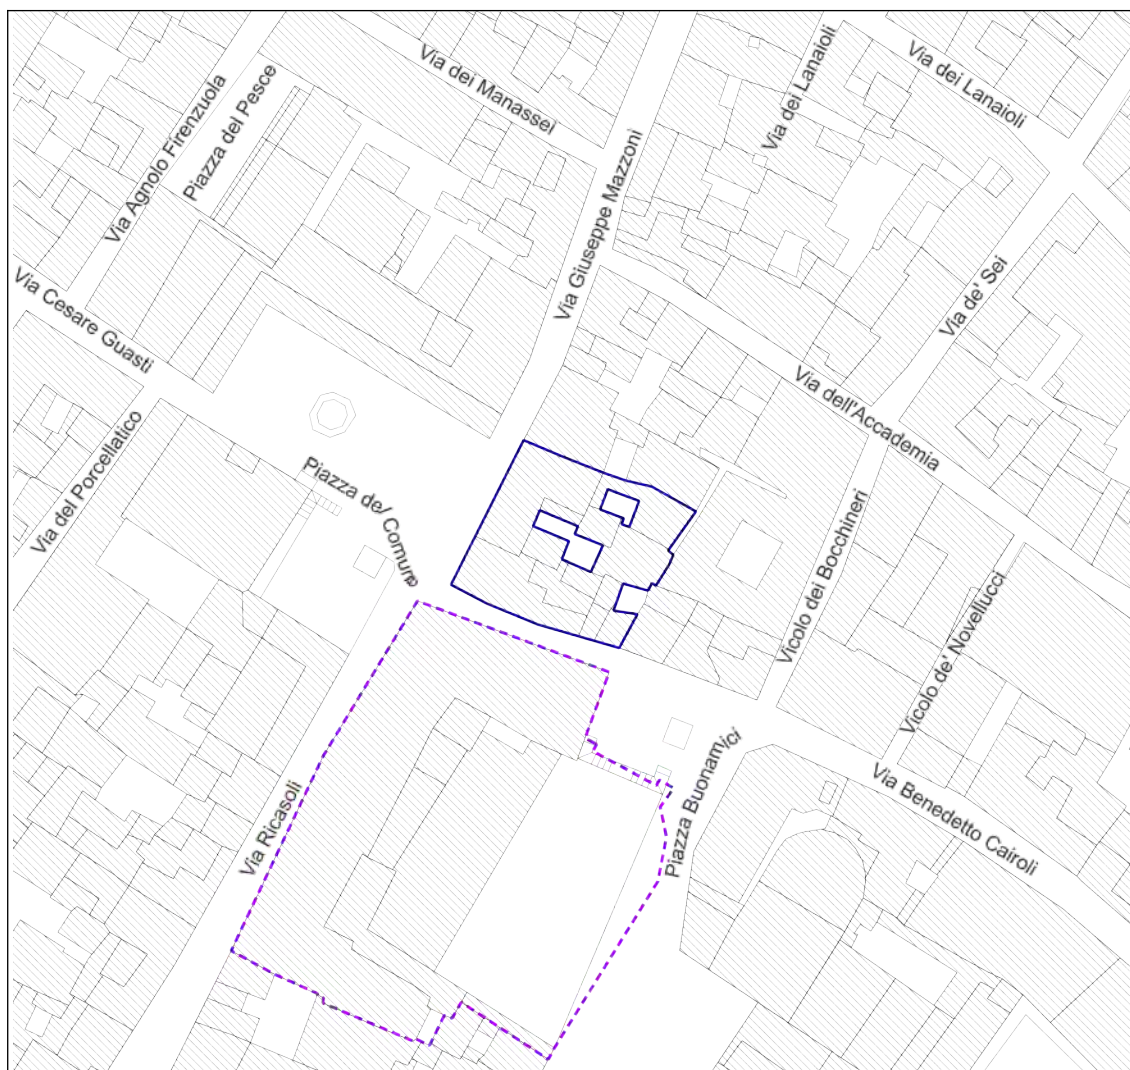 Via dei Manassei
Via dei Lanaioli
Via dei Lanaioli
Via Agnolo Firenzuola
Piazza del Pesce
Via Giuseppe Mazzoni
Via Cesare Guasti
Via de' Sei
Via del Porcellatico
Via dell'Accademia
Piazza del Comune
Vicolo dei Bocchineri
Vicolo de' Novellucci
Via Ricasoli
Piazza Buonamici
Via Benedetto Cairoli